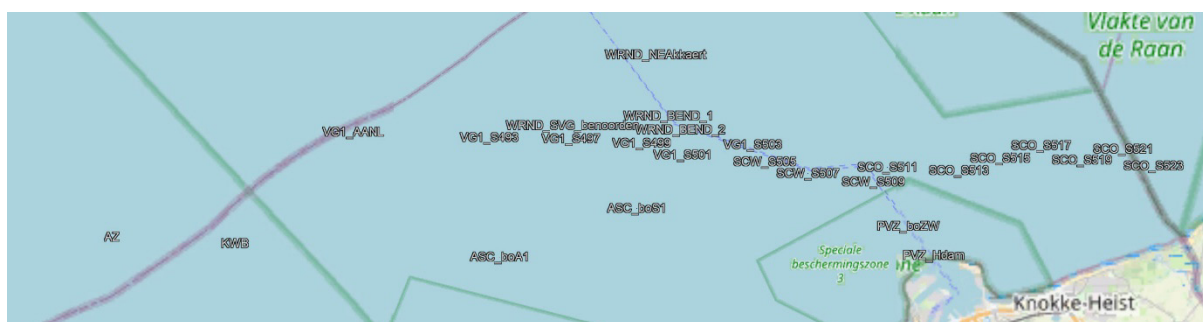 Vlakte van
de Raan
WRND_NEAkkaert
WRND_BEND_1
WRND_SVG_benoorden
WRND_BEND_2
VG1_AANL
VG1_S493
VG1_S497
VG1_S499
VG1_S501
VG1_S503
SCW_S505
SCW_S507
SCW_S509
SCO_S511
SCO_S513
SCO_S515
SCO_S517
SCO_S519
SCO_S521
SCO_S523
ASC_boS1
AZ
KWB
ASC_boA1
PVZ_boZW
PVZ_Hdam
Speciale
beschermingszone
3
Knokke-Heist